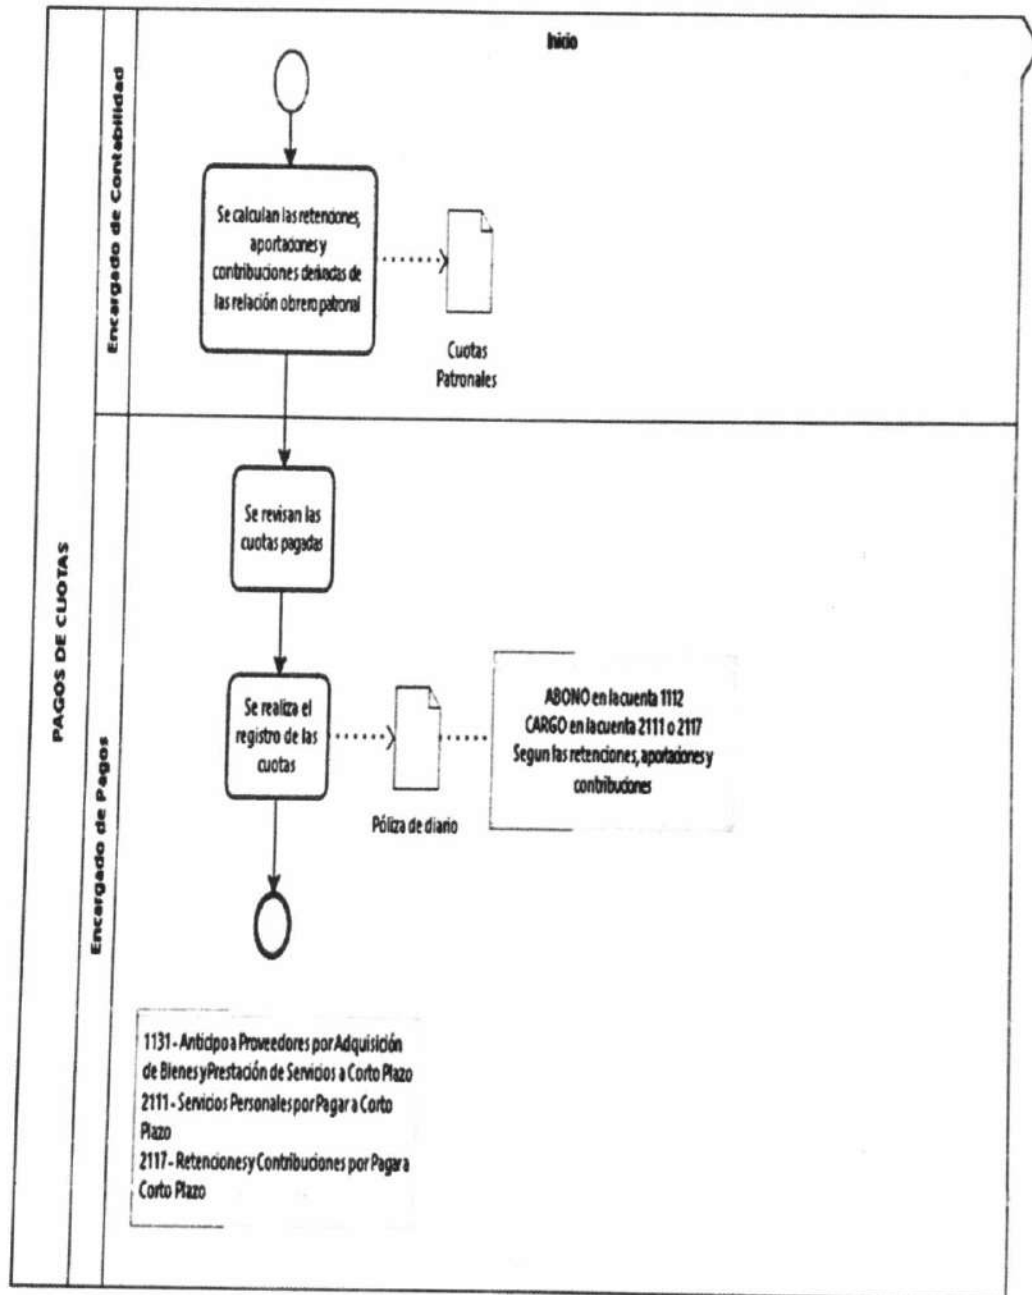 Inicio
PAGOS DE CUOTAS
Encargado de Contabilidad
Se calculan las retenciones,
aportaciones y
contribuciones derivadas de
las relación obrero patronal
Cuotas
Patronales
Encargado de Pagos
Se revisan las
cuotas pagadas
Se realiza el
registro de las
cuotas
Póliza de diario
ABONO en la cuenta 1112
CARGO en la cuenta 2111 o 2117
Segun las retenciones, aportaciones y
contribuciones
1131 - Anticipo a Proveedores por Adquisición
de Bienes y Prestación de Servicios a Corto Plazo
2111 - Servicios Personales por Pagar a Corto
Plazo
2117 - Retenciones y Contribuciones por Pagar a
Corto Plazo